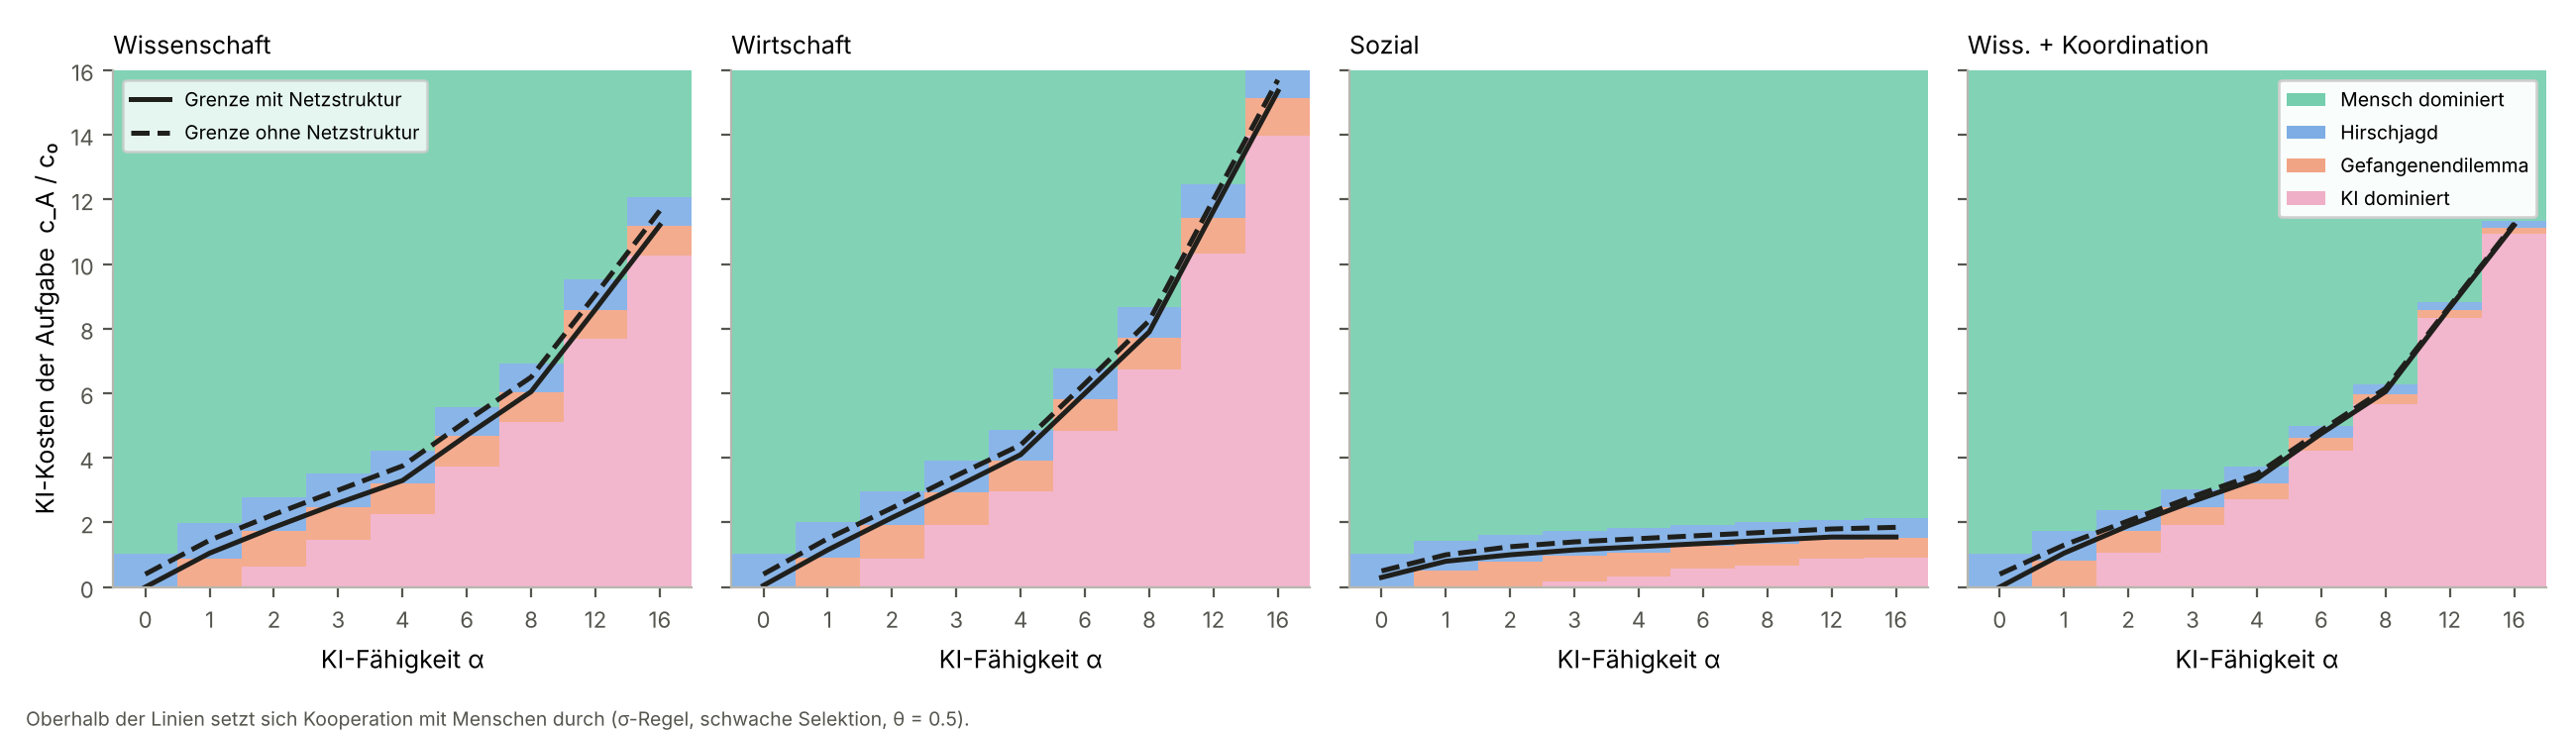 Wissenschaft
Wirtschaft
Sozial
Wiss. + Koordination
KI-Kosten der Aufgabe c_A / c₀
16
14
12
10
8
6
4
2
0
Grenze mit Netzstruktur
Grenze ohne Netzstruktur
Mensch dominiert
Hirschjagd
Gefangenendilemma
KI dominiert
0 1 2 3 4 6 8 12 16
0 1 2 3 4 6 8 12 16
0 1 2 3 4 6 8 12 16
0 1 2 3 4 6 8 12 16
KI-Fähigkeit α
KI-Fähigkeit α
KI-Fähigkeit α
KI-Fähigkeit α
Oberhalb der Linien setzt sich Kooperation mit Menschen durch (σ-Regel, schwache Selektion, θ = 0.5).